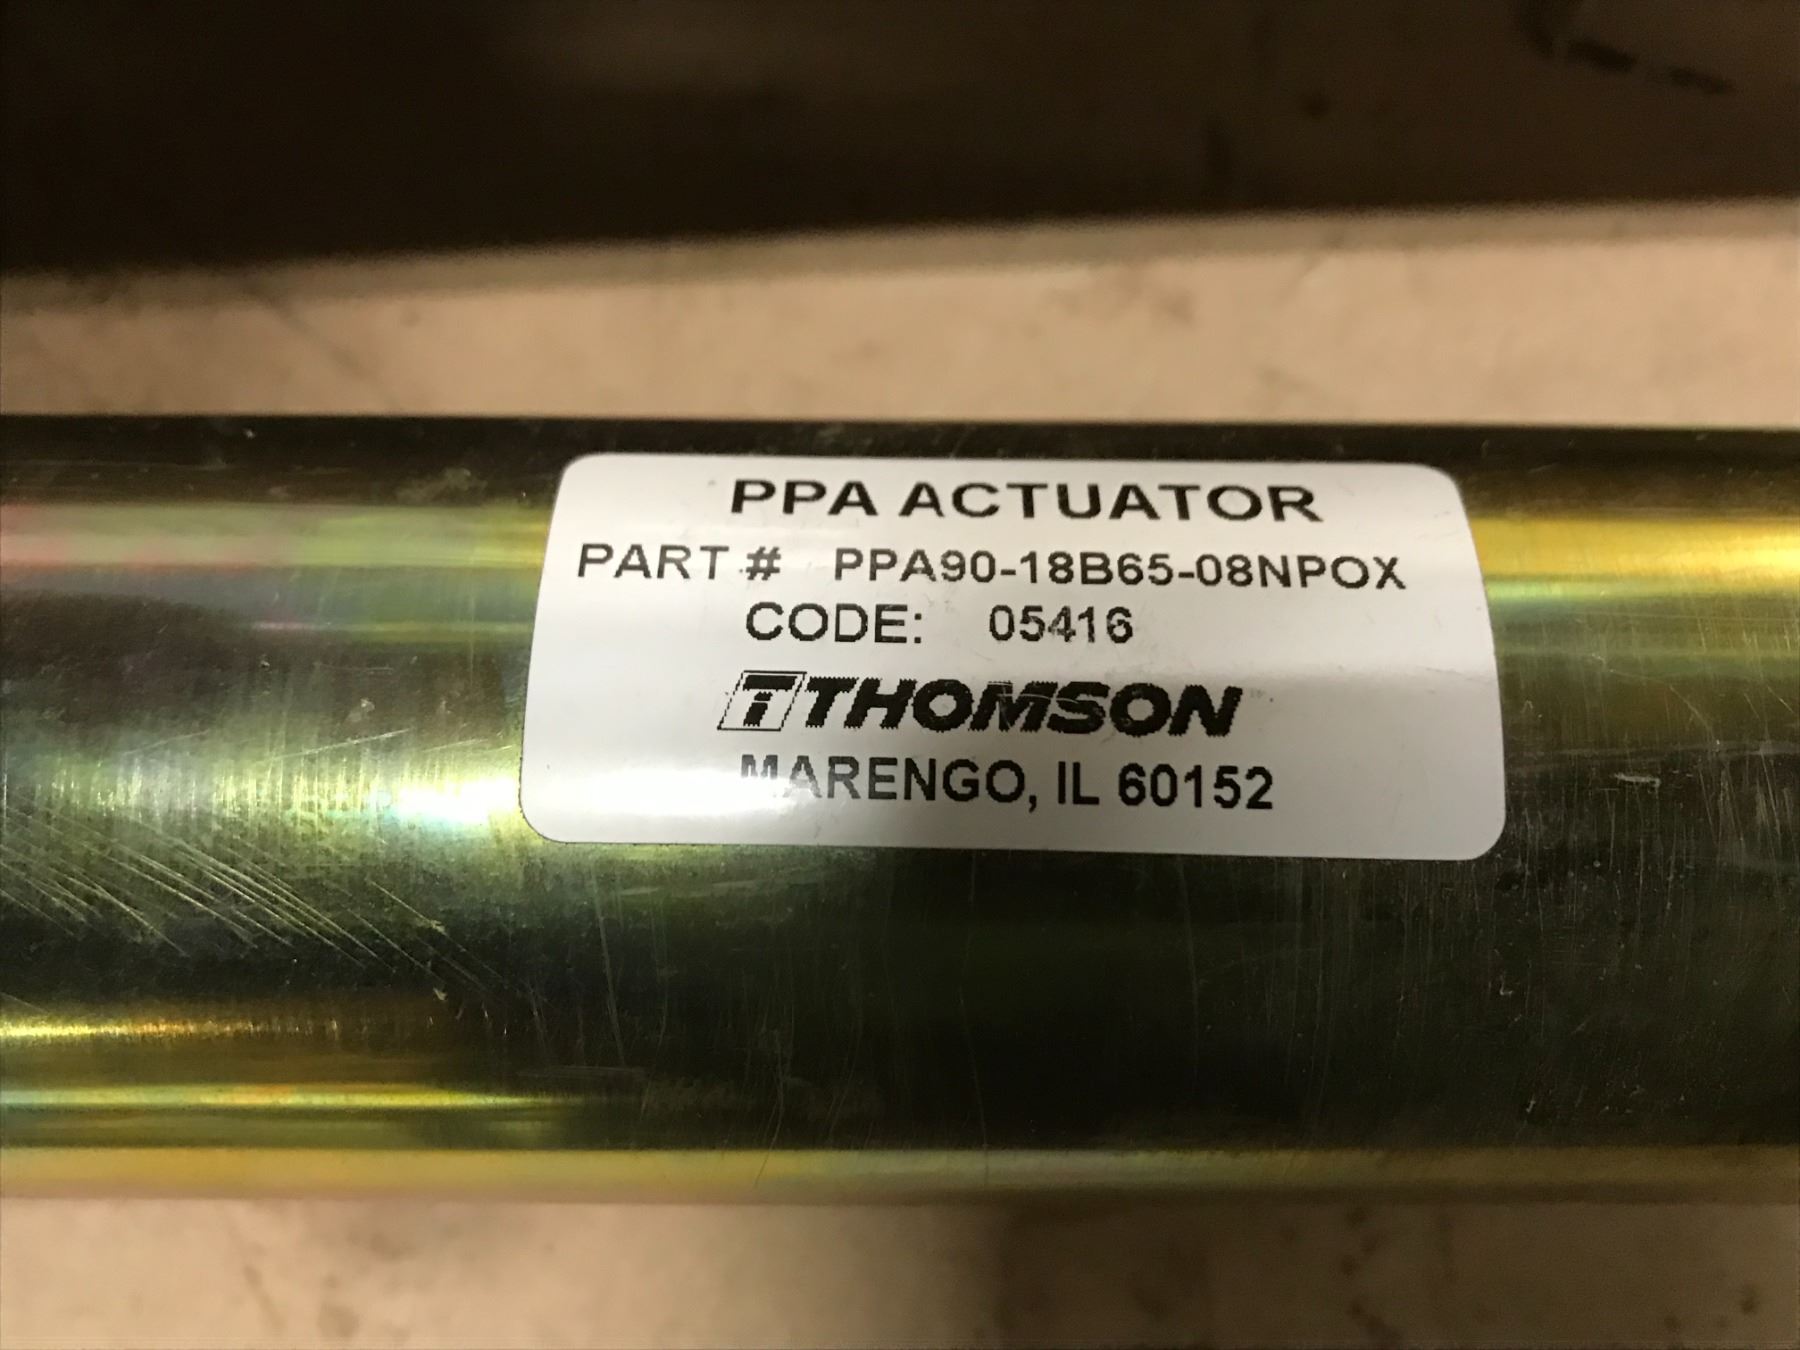 PPA ACTUATOR
PART # PPA90-18B65-08NPOX
CODE: 05416
T THOMSON
MARENGO, IL 60152